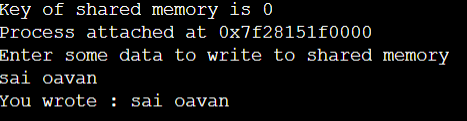 Key of shared memory is 0
Process attached at 0x7f28151f0000
Enter some data to write to shared memory
sai oavan
You wrote : sai oavan